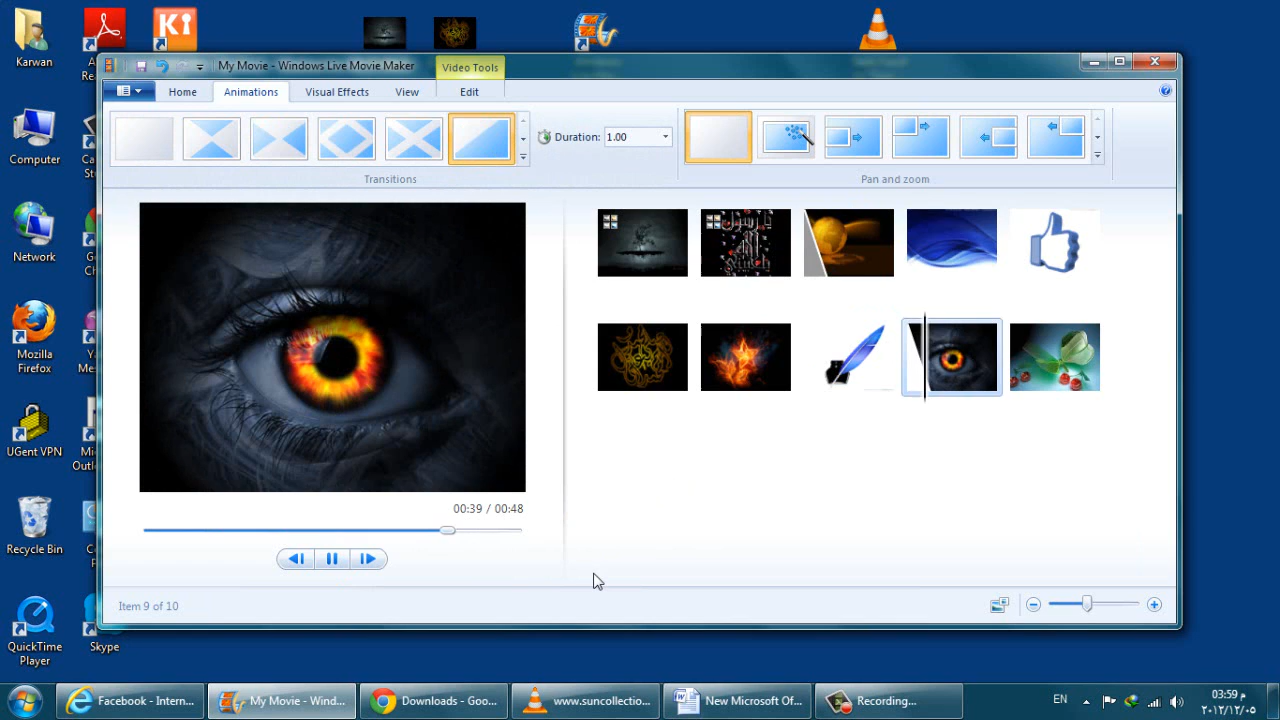 Karwan
Computer
Network
Mozilla
Firefox
UGent VPN
Recycle Bin
QuickTime
Player
Skype
My Movie - Windows Live Movie Maker
Video Tools
Home
Animations
Visual Effects
View
Edit
Duration:
1.00
Transitions
Pan and zoom
00:39 / 00:48
Item 9 of 10
Facebook - Intern...
My Movie - Wind...
Downloads - Goo...
www.suncollectio...
New Microsoft Of...
Recording...
EN
03:59 م
٢٠١٢/١٢/٠٥